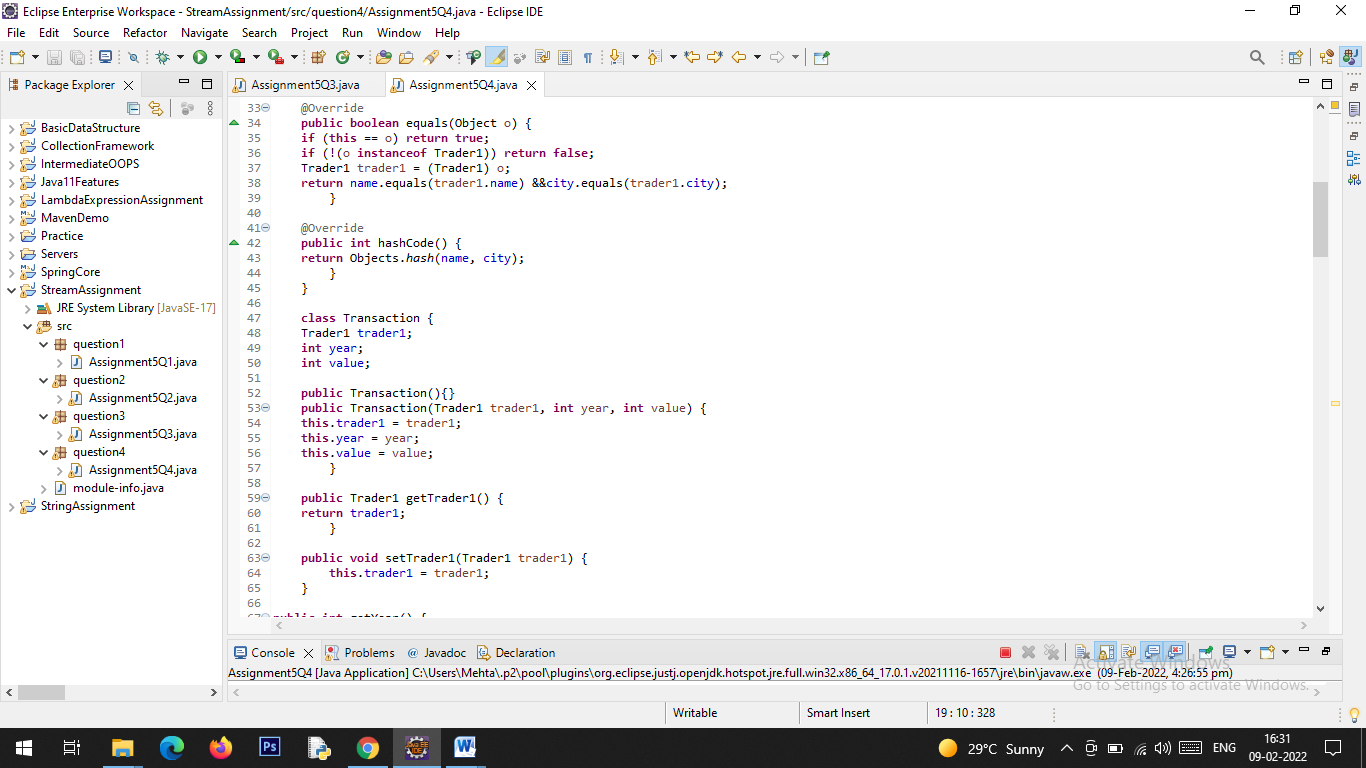 Eclipse Enterprise Workspace - StreamAssignment/src/question4/Assignment5Q4.java - Eclipse IDE
File Edit Source Refactor Navigate Search Project Run Window Help
Package Explorer
BasicDataStructure
CollectionFramework
IntermediateOOPS
Java11Features
LambdaExpressionAssignment
MavenDemo
Practice
Servers
SpringCore
StreamAssignment
JRE System Library [JavaSE-17]
src
question1
Assignment5Q1.java
question2
Assignment5Q2.java
question3
Assignment5Q3.java
question4
Assignment5Q4.java
module-info.java
StringAssignment
Assignment5Q3.java Assignment5Q4.java
33 @Override
34 public boolean equals(Object o) {
35 if (this == o) return true;
36 if (!(o instanceof Trader1)) return false;
37 Trader1 trader1 = (Trader1) o;
38 return name.equals(trader1.name) &&city.equals(trader1.city);
39 }
40
41 @Override
42 public int hashCode() {
43 return Objects.hash(name, city);
44 }
45 }
46
47 class Transaction {
48 Trader1 trader1;
49 int year;
50 int value;
51
52 public Transaction(){}
53 public Transaction(Trader1 trader1, int year, int value) {
54 this.trader1 = trader1;
55 this.year = year;
56 this.value = value;
57 }
58
59 public Trader1 getTrader1() {
60 return trader1;
61 }
62
63 public void setTrader1(Trader1 trader1) {
64 this.trader1 = trader1;
65 }
66
67 public int getYear() {
Console Problems @ Javadoc Declaration
Assignment5Q4 [Java Application] C:\Users\Mehta\.p2\pool\plugins\org.eclipse.justj.openjdk.hotspot.jre.full.win32.x86_64_17.0.1.v20211116-1657\jre\bin\javaw.exe (09-Feb-2022, 4:26:55 pm)
Activate Windows
Go to Settings to activate Windows.
Writable Smart Insert 19 : 10 : 328
Ps
JAVA EE
IDE
W
29°C Sunny ENG 16:31
09-02-2022